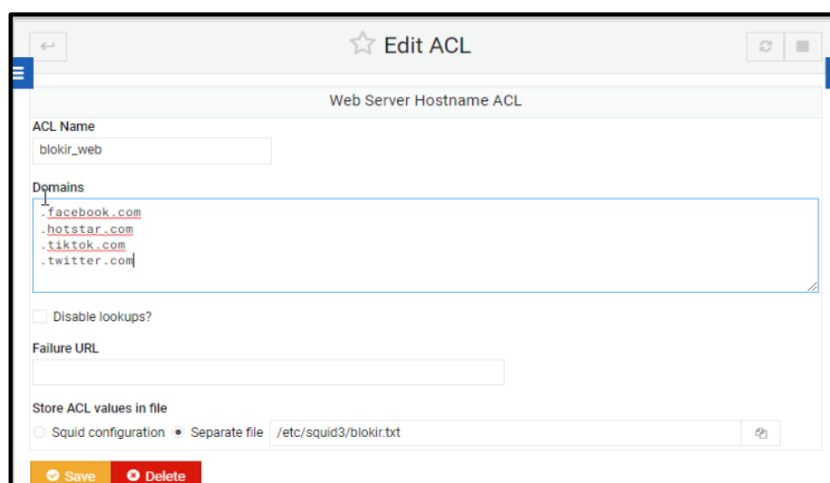 Edit ACL
Web Server Hostname ACL
ACL Name
blokir_web
Domains
.facebook.com
.hotstar.com
.tiktok.com
.twitter.com
Disable lookups?
Failure URL
Store ACL values in file
Squid configuration Separate file /etc/squid3/blokir.txt
Save Delete